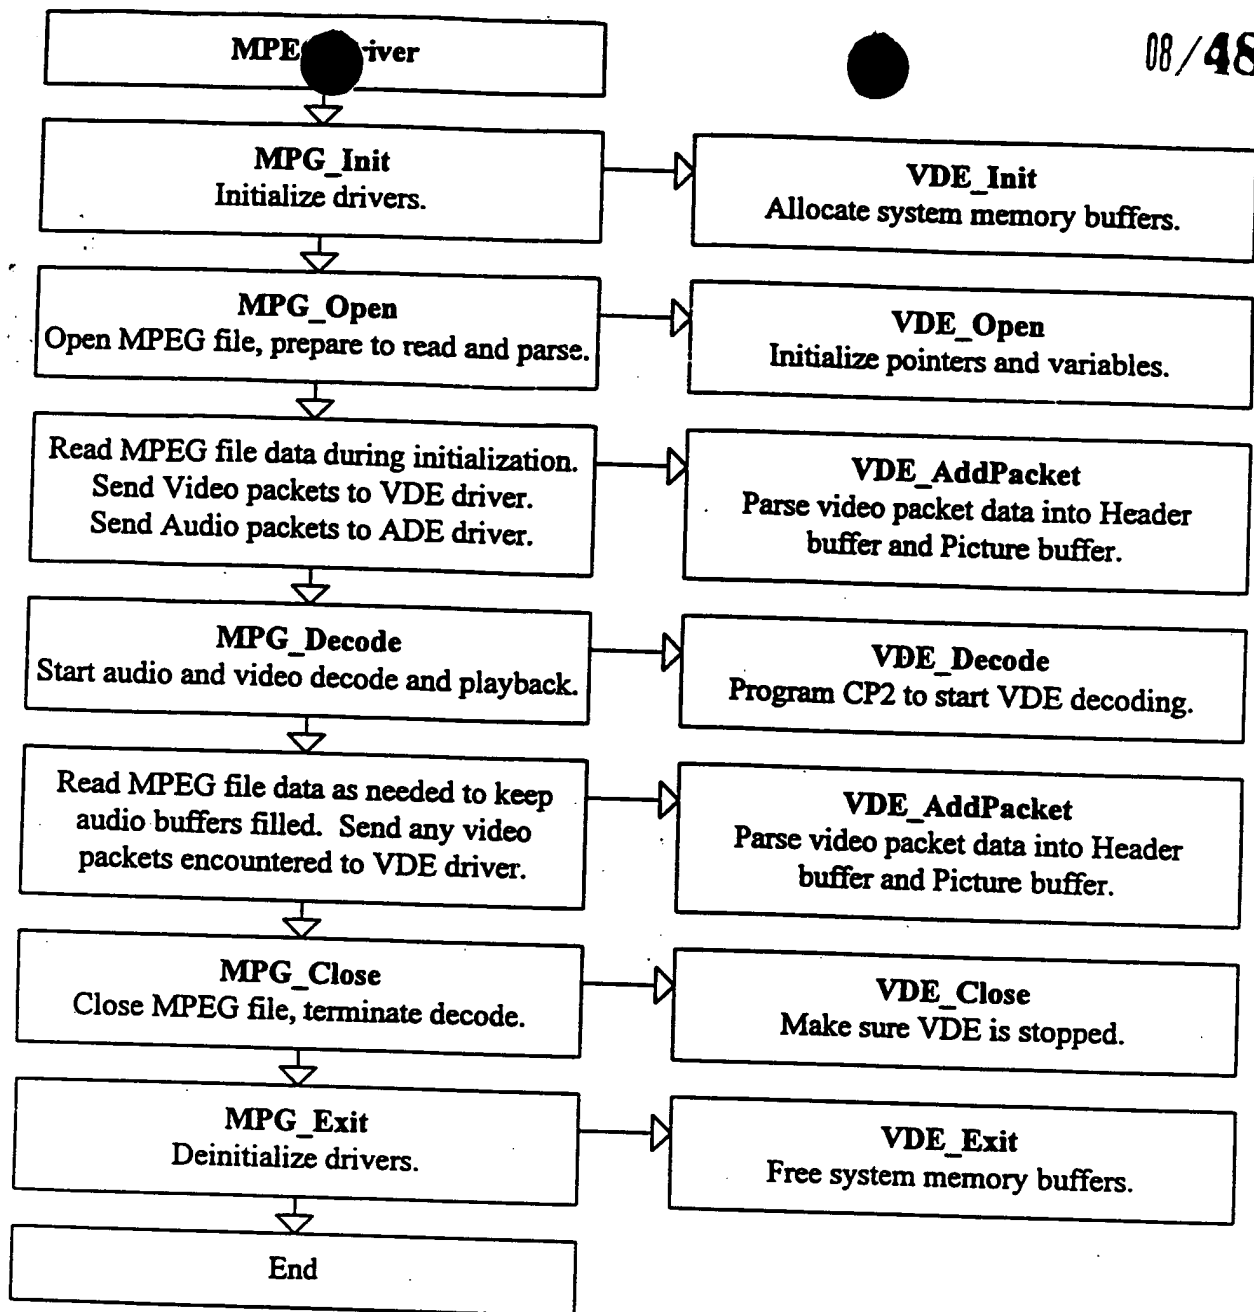 08/48
MPE
river
MPG_Init
Initialize drivers.
VDE_Init
Allocate system memory buffers.
MPG_Open
Open MPEG file, prepare to read and parse.
VDE_Open
Initialize pointers and variables.
Read MPEG file data during initialization.
Send Video packets to VDE driver.
Send Audio packets to ADE driver.
VDE_AddPacket
Parse video packet data into Header
buffer and Picture buffer.
MPG_Decode
Start audio and video decode and playback.
VDE_Decode
Program CP2 to start VDE decoding.
Read MPEG file data as needed to keep
audio buffers filled. Send any video
packets encountered to VDE driver.
VDE_AddPacket
Parse video packet data into Header
buffer and Picture buffer.
MPG_Close
Close MPEG file, terminate decode.
VDE_Close
Make sure VDE is stopped.
MPG_Exit
Deinitialize drivers.
VDE_Exit
Free system memory buffers.
End